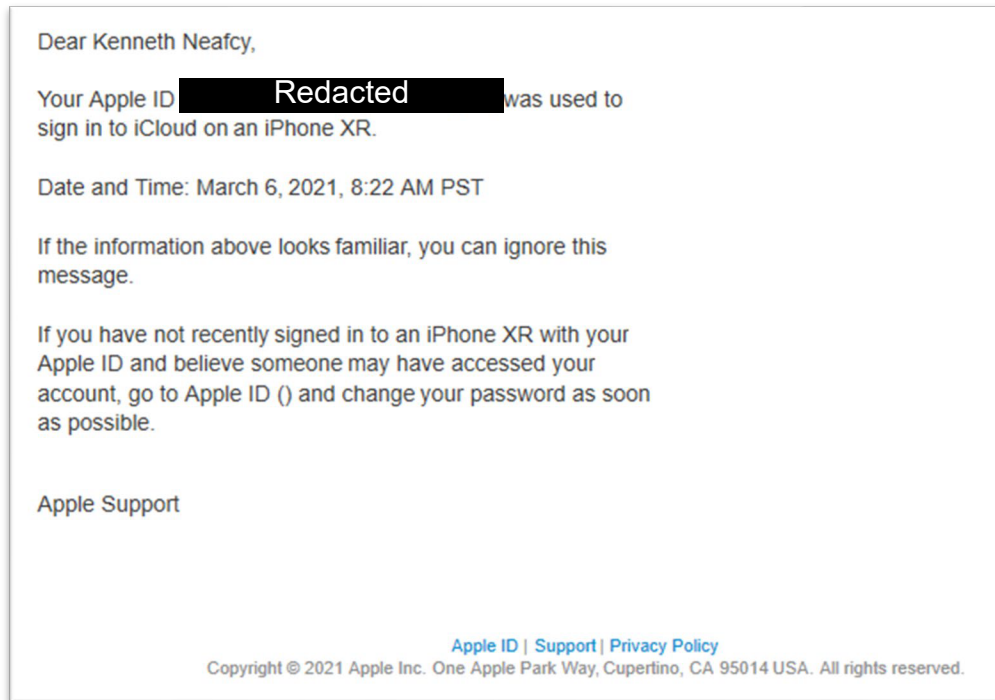 Dear Kenneth Neafcy,
Your Apple ID Redacted was used to
sign in to iCloud on an iPhone XR.
Date and Time: March 6, 2021, 8:22 AM PST
If the information above looks familiar, you can ignore this
message.
If you have not recently signed in to an iPhone XR with your
Apple ID and believe someone may have accessed your
account, go to Apple ID () and change your password as soon
as possible.
Apple Support
Apple ID | Support | Privacy Policy
Copyright © 2021 Apple Inc. One Apple Park Way, Cupertino, CA 95014 USA. All rights reserved.